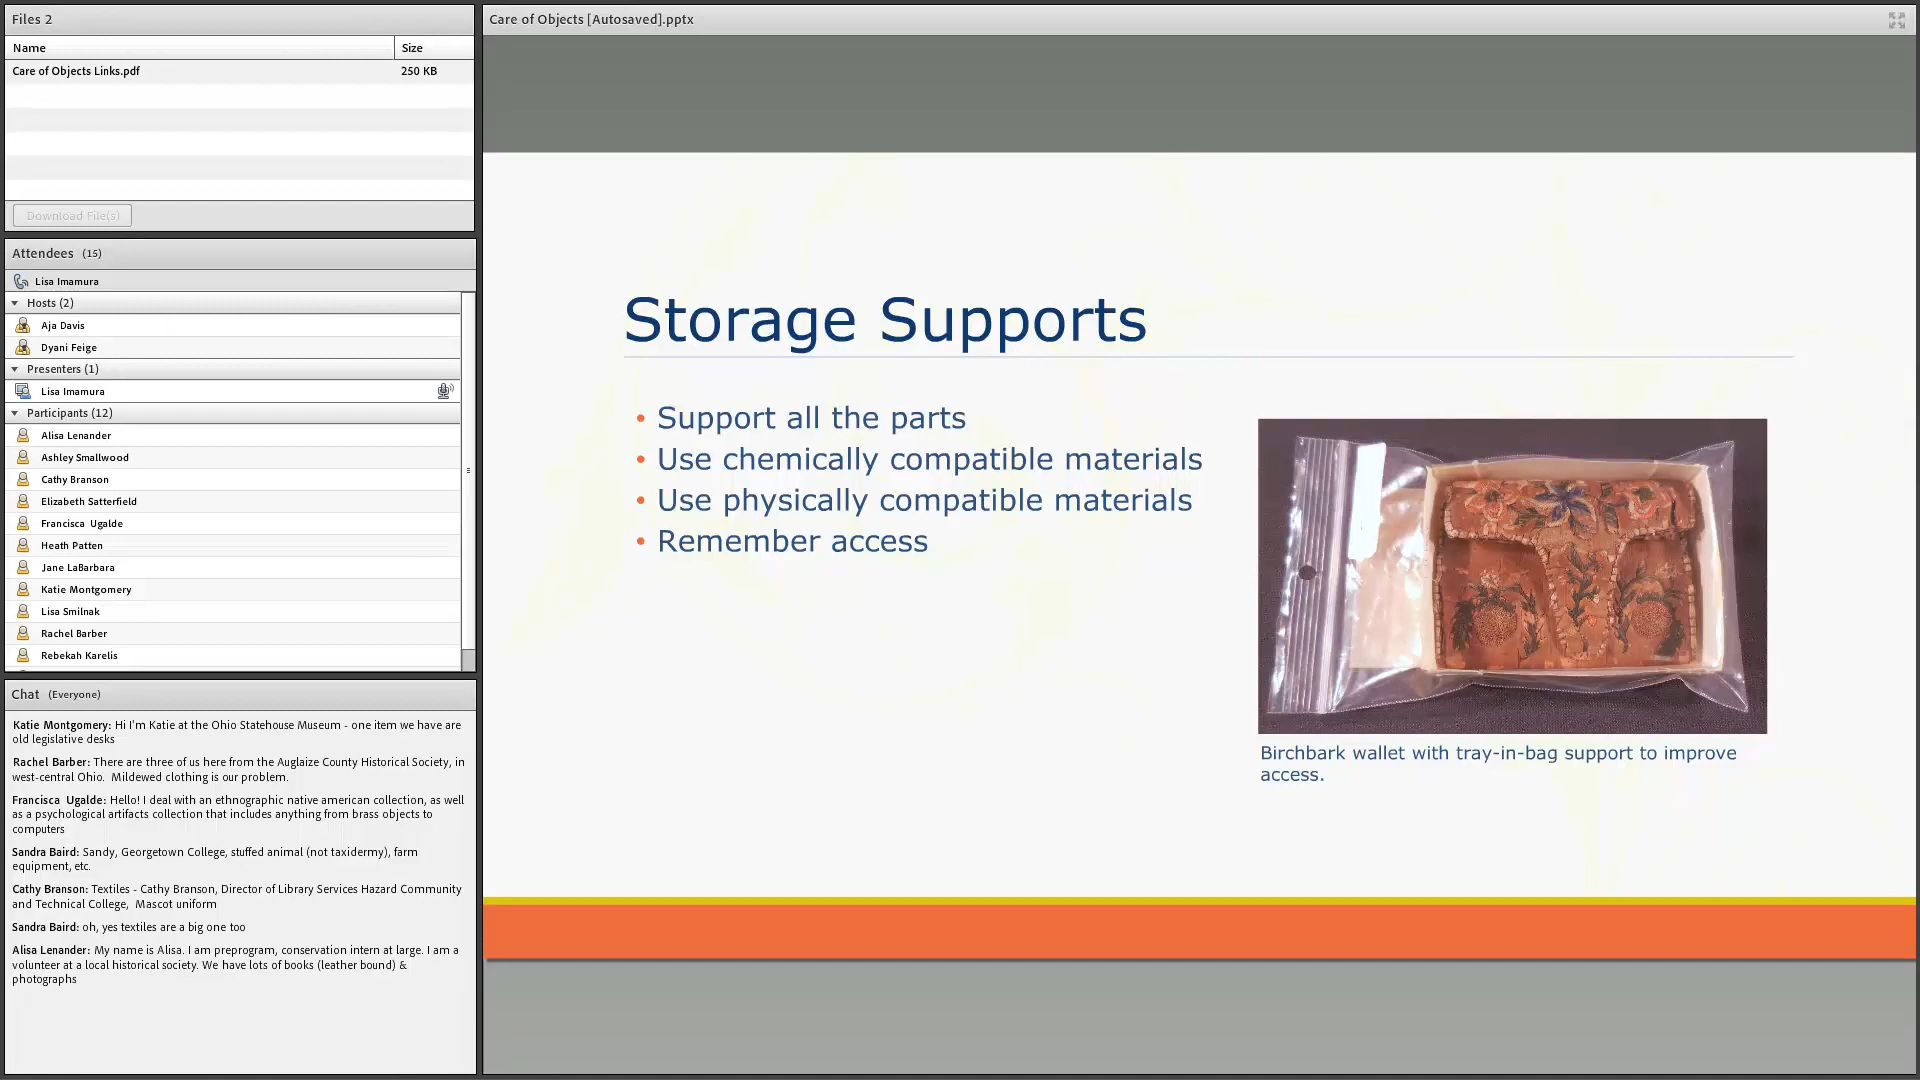 Files 2
Name
Size
Care of Objects Links.pdf
250 KB
Download File(s)
Attendees (15)
Lisa Imamura
Hosts (2)
Aja Davis
Dyani Feige
Presenters (1)
Lisa Imamura
Participants (12)
Alisa Lenander
Ashley Smallwood
Cathy Branson
Elizabeth Satterfield
Francisca Ugalde
Heath Patten
Jane LaBarbara
Katie Montgomery
Lisa Smilnak
Rachel Barber
Rebekah Karelis
Chat (Everyone)
Katie Montgomery: Hi I'm Katie at the Ohio Statehouse Museum - one item we have are
old legislative desks
Rachel Barber: There are three of us here from the Auglaize County Historical Society, in
west-central Ohio. Mildewed clothing is our problem.
Francisca Ugalde: Hello! I deal with an ethnographic native american collection, as well
as a psychological artifacts collection that includes anything from brass objects to
computers
Sandra Baird: Sandy, Georgetown College, stuffed animal (not taxidermy), farm
equipment, etc.
Cathy Branson: Textiles - Cathy Branson, Director of Library Services Hazard Community
and Technical College, Mascot uniform
Sandra Baird: oh, yes textiles are a big one too
Alisa Lenander: My name is Alisa. I am preprogram, conservation intern at large. I am a
volunteer at a local historical society. We have lots of books (leather bound) &
photographs
Care of Objects [Autosaved].pptx
Storage Supports
• Support all the parts
• Use chemically compatible materials
• Use physically compatible materials
• Remember access
Birchbark wallet with tray-in-bag support to improve
access.